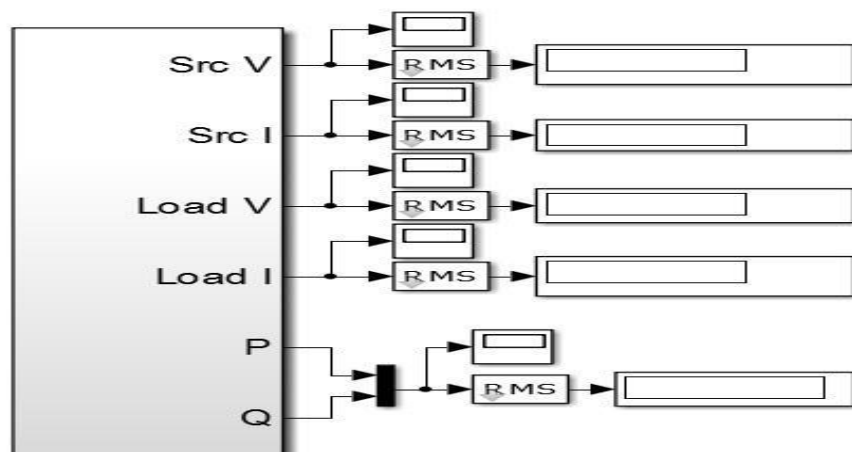 Src V RMS
Src I RMS
Load V RMS
Load I RMS
P
RMS
Q